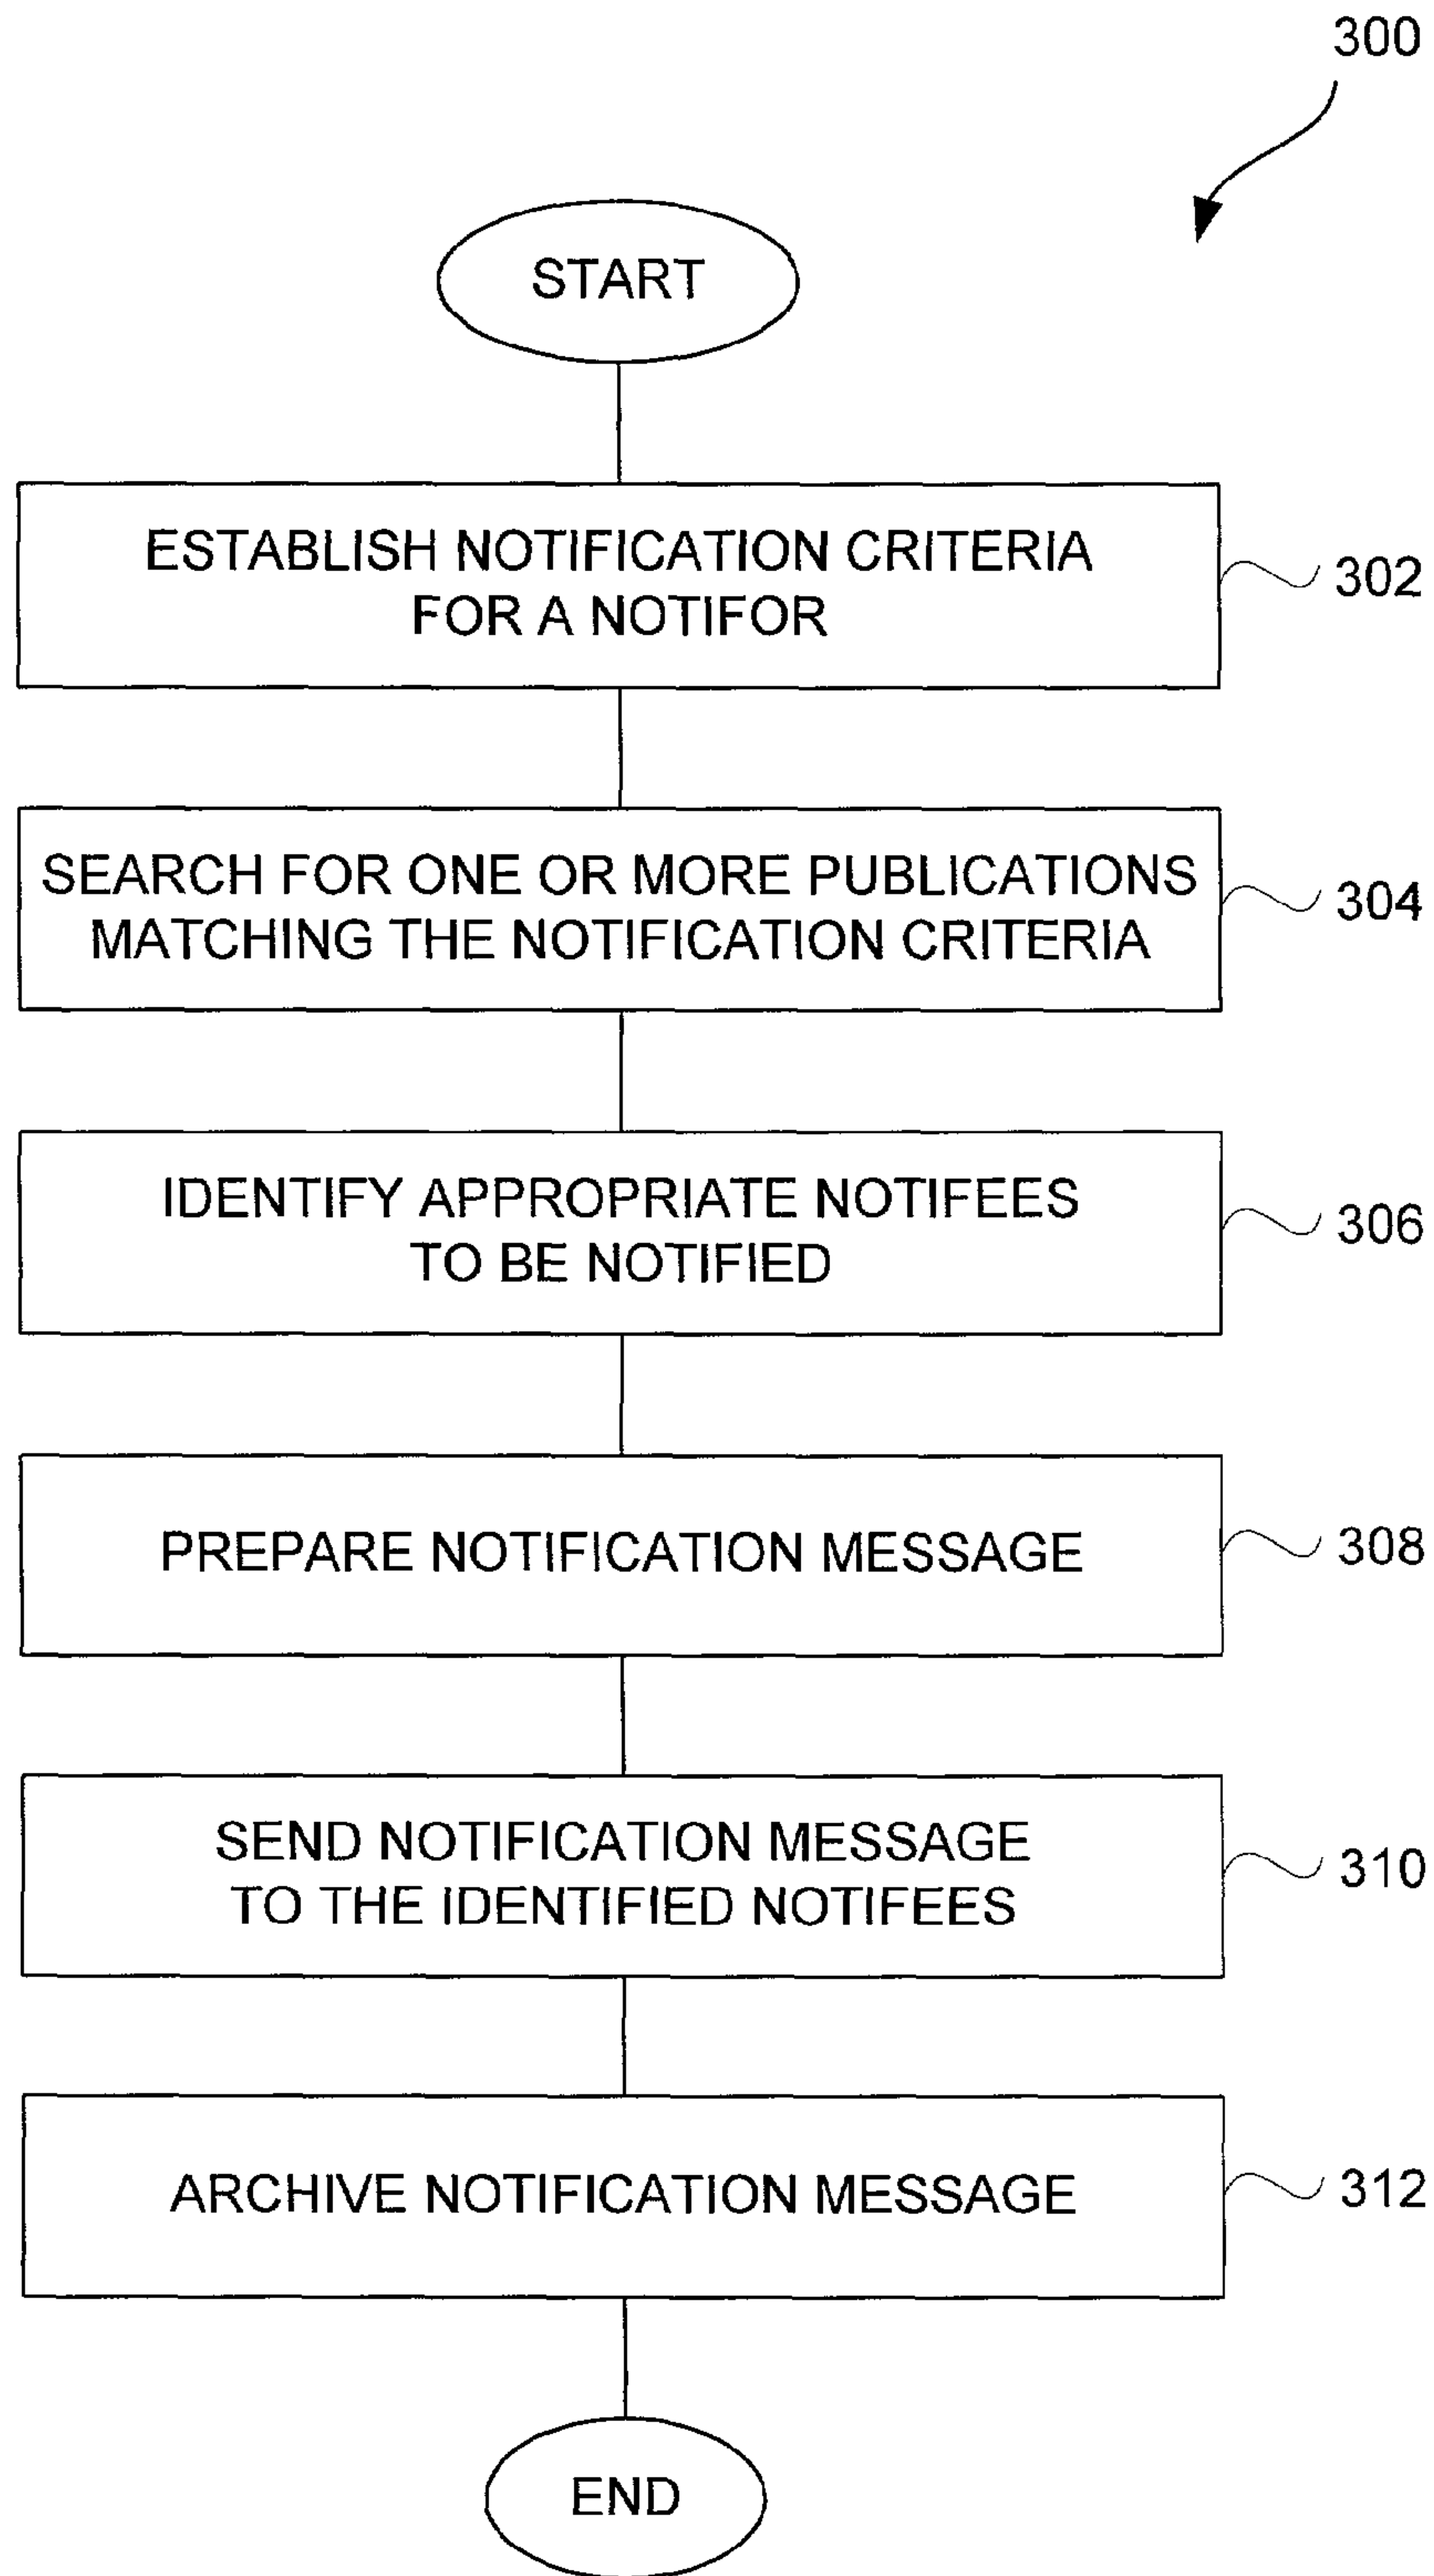 300
START
ESTABLISH NOTIFICATION CRITERIA
FOR A NOTIFOR
302
SEARCH FOR ONE OR MORE PUBLICATIONS
MATCHING THE NOTIFICATION CRITERIA
304
IDENTIFY APPROPRIATE NOTIFEES
TO BE NOTIFIED
306
PREPARE NOTIFICATION MESSAGE
308
SEND NOTIFICATION MESSAGE
TO THE IDENTIFIED NOTIFEES
310
ARCHIVE NOTIFICATION MESSAGE
312
END